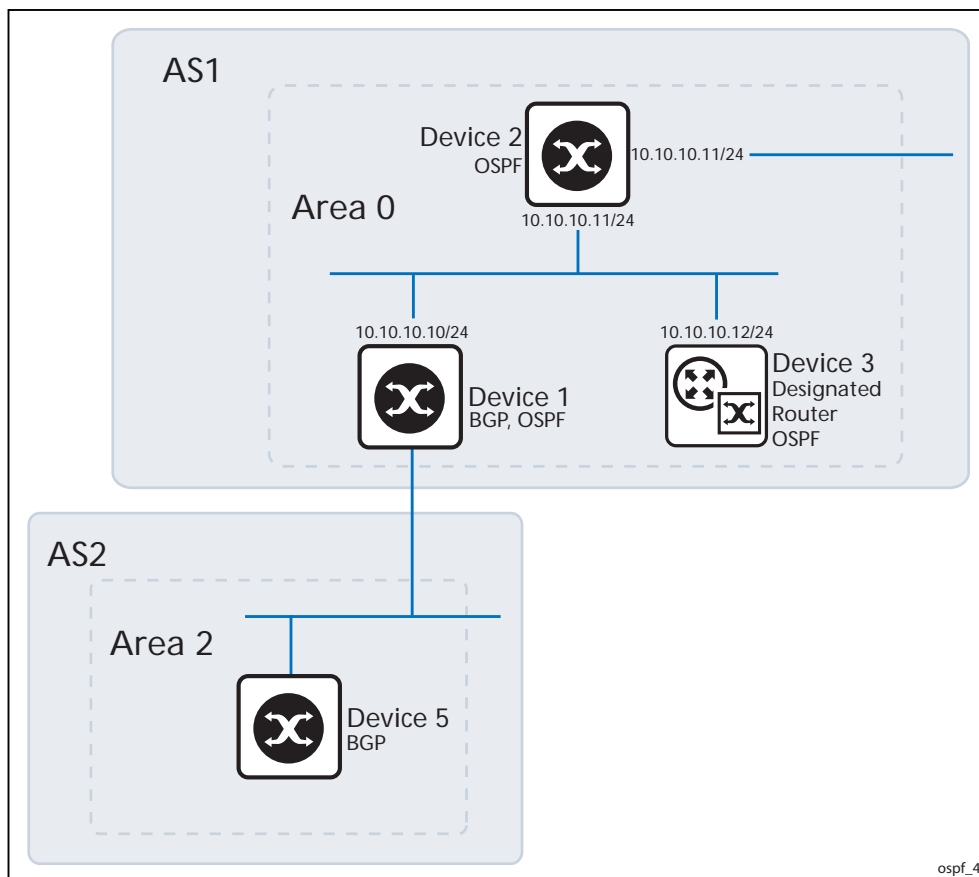 AS1
Device 2
OSPF
10.10.10.11/24
Area 0
10.10.10.11/24
10.10.10.10/24
10.10.10.12/24
Device 1
BGP, OSPF
Device 3
Designated
Router
OSPF
AS2
Area 2
Device 5
BGP
ospf_4